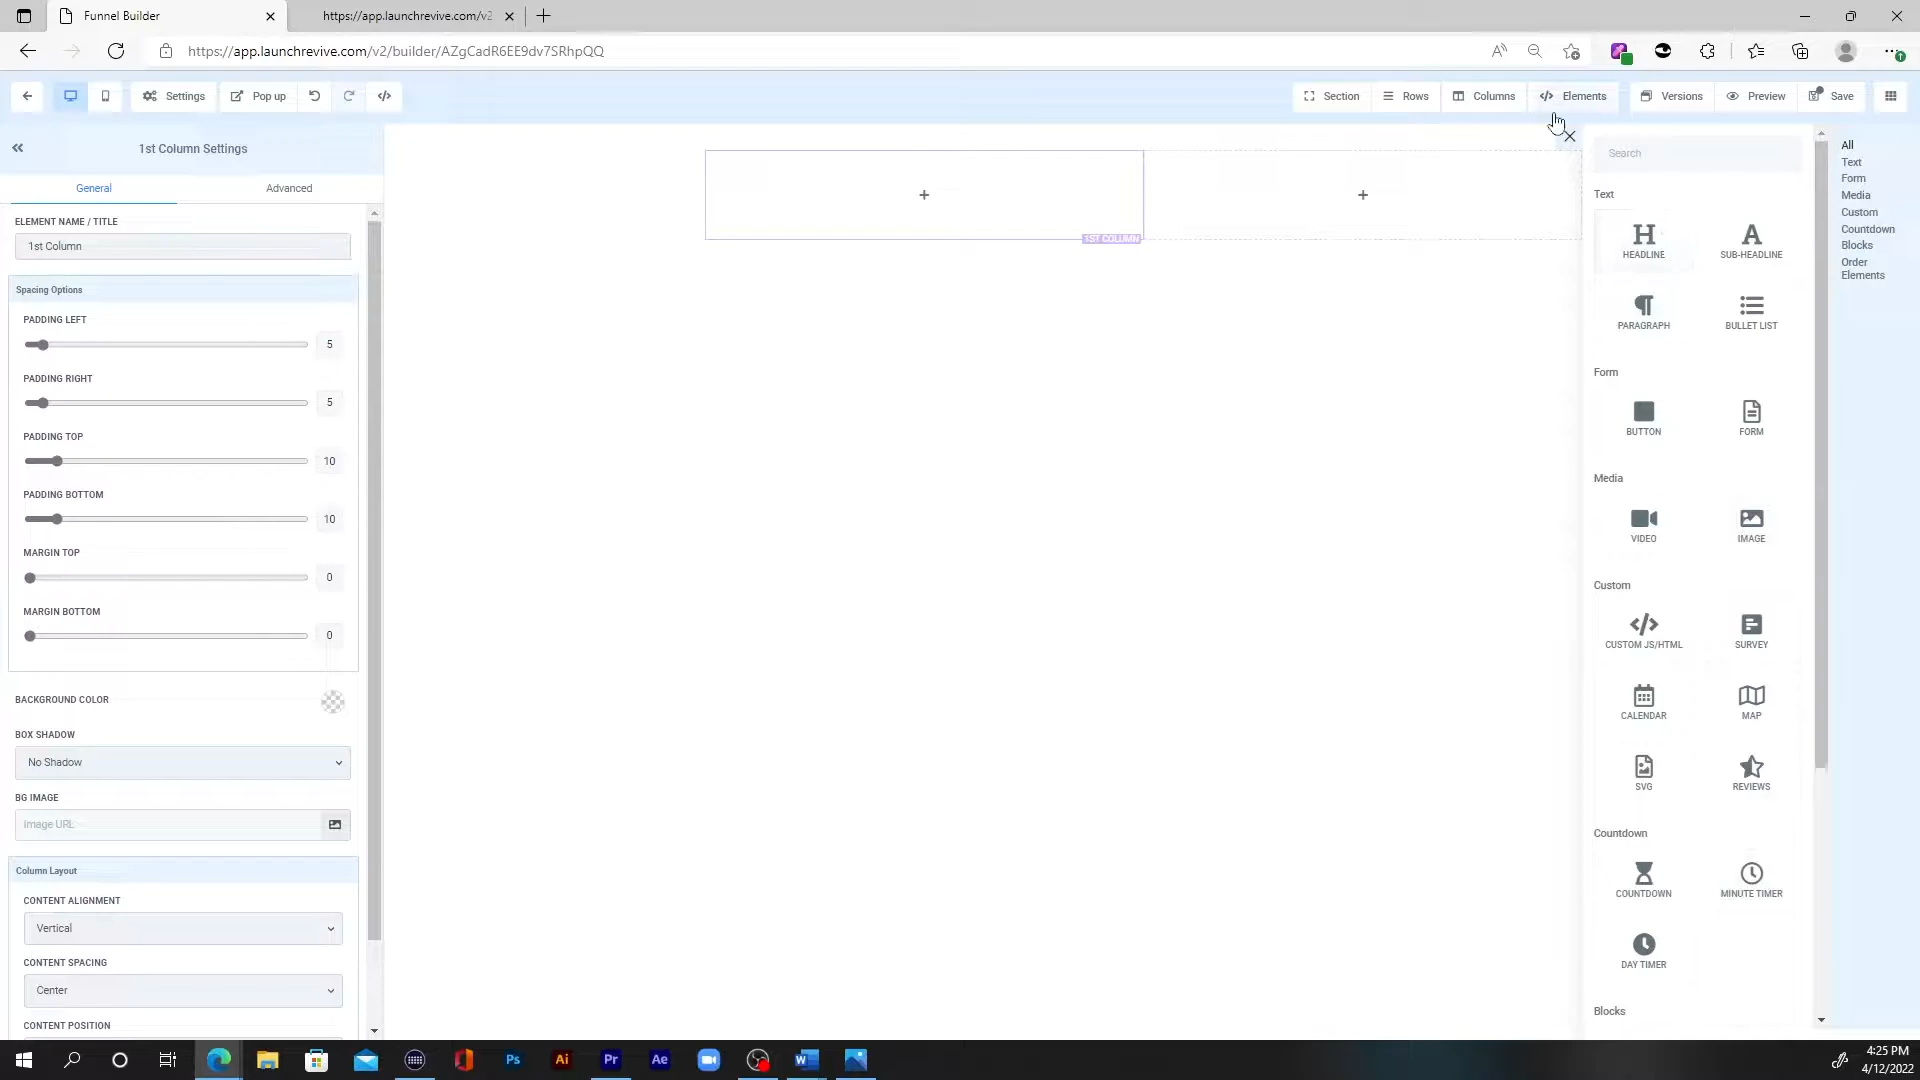 Funnel Builder
https://app.launchrevive.com/v2
https://app.launchrevive.com/v2/builder/AZgCadR6EE9dv7SRhpQQ
Settings
Pop up
Section
Rows
Columns
Elements
Versions
Preview
Save
1st Column Settings
General
Advanced
ELEMENT NAME / TITLE
1st Column
Spacing Options
PADDING LEFT
5
PADDING RIGHT
5
PADDING TOP
10
PADDING BOTTOM
10
MARGIN TOP
0
MARGIN BOTTOM
0
BACKGROUND COLOR
BOX SHADOW
No Shadow
BG IMAGE
Image URL
Column Layout
CONTENT ALIGNMENT
Vertical
CONTENT SPACING
Center
CONTENT POSITION
1ST COLUMN
Search
Text
HEADLINE
SUB-HEADLINE
PARAGRAPH
BULLET LIST
Form
BUTTON
FORM
Media
VIDEO
IMAGE
Custom
CUSTOM JS/HTML
SURVEY
CALENDAR
MAP
SVG
REVIEWS
Countdown
COUNTDOWN
MINUTE TIMER
DAY TIMER
Blocks
All
Text
Form
Media
Custom
Countdown
Blocks
Order
Elements
Ps
Ai
Pr
Ae
4:25 PM
4/12/2022